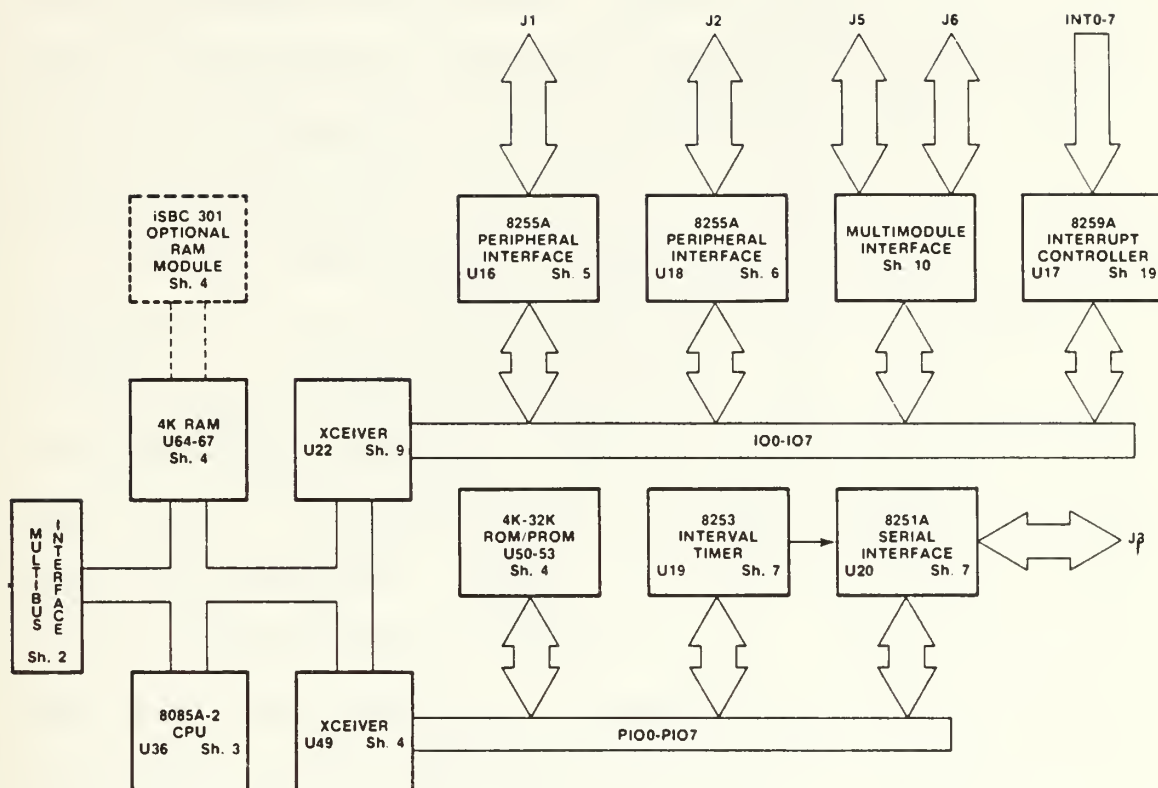 J1
J2
J5
J6
INT0-7
iSBC 301
OPTIONAL
RAM
MODULE
Sh. 4
8255A
PERIPHERAL
INTERFACE
U16 Sh. 5
8255A
PERIPHERAL
INTERFACE
U18 Sh. 6
MULTIMODULE
INTERFACE
Sh. 10
8259A
INTERRUPT
CONTROLLER
U17 Sh 19
4K RAM
U64-67
Sh. 4
XCEIVER
U22 Sh. 9
IO0-IO7
MULTIBUS
INTERFACE
Sh. 2
4K-32K
ROM/PROM
U50-53
Sh. 4
8253
INTERVAL
TIMER
U19 Sh. 7
8251A
SERIAL
INTERFACE
U20 Sh. 7
J3
8085A-2
CPU
U36 Sh. 3
XCEIVER
U49 Sh. 4
PIO0-PIO7